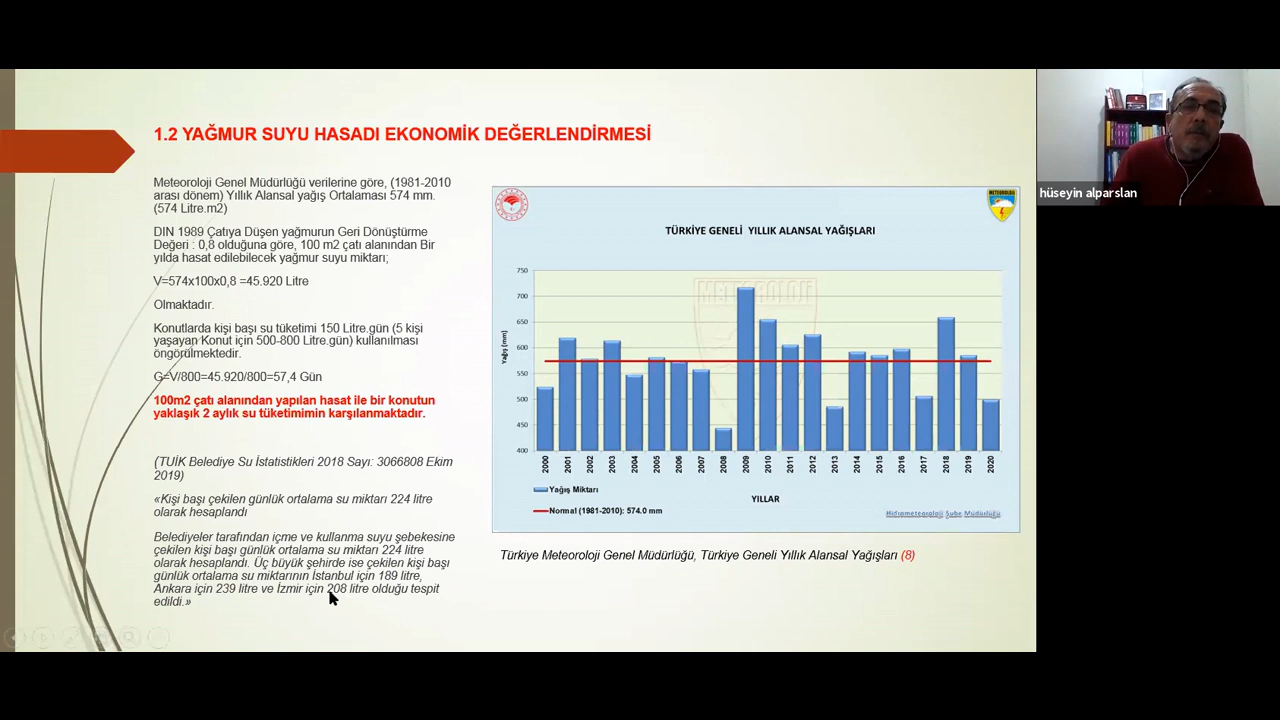 1.2 YAĞMUR SUYU HASADI EKONOMİK DEĞERLENDİRMESİ
Meteoroloji Genel Müdürlüğü verilerine göre, (1981-2010
arası dönem) Yıllık Alansal yağış Ortalaması 574 mm.
(574 Litre.m2)
DIN 1989 Çatıya Düşen yağmurun Geri Dönüştürme
Değeri : 0,8 olduğuna göre, 100 m2 çatı alanından Bir
yılda hasat edilebilecek yağmur suyu miktarı;
V=574x100x0,8 =45.920 Litre
Olmaktadır.
Konutlarda kişi başı su tüketimi 150 Litre.gün (5 kişi
yaşayan Konut için 500-800 Litre.gün) kullanılması
öngörülmektedir.
G=V/800=45.920/800=57,4 Gün
100m2 çatı alanından yapılan hasat ile bir konutun
yaklaşık 2 aylık su tüketimimin karşılanmaktadır.
(TUİK Belediye Su İstatistikleri 2018 Sayı: 3066808 Ekim
2019)
«Kişi başı çekilen günlük ortalama su miktarı 224 litre
olarak hesaplandı
Belediyeler tarafından içme ve kullanma suyu şebekesine
çekilen kişi başı günlük ortalama su miktarı 224 litre
olarak hesaplandı. Üç büyük şehirde ise çekilen kişi başı
günlük ortalama su miktarının İstanbul için 189 litre,
Ankara için 239 litre ve İzmir için 208 litre olduğu tespit
edildi.»
METEOROLOJİ
TÜRKİYE GENELİ YILLIK ALANSAL YAĞIŞLARI
METEOROLOJİ
Yağış (mm)
750
700
650
600
550
500
450
400
2000 2001 2002 2003 2004 2005 2006 2007 2008 2009 2010 2011 2012 2013 2014 2015 2016 2017 2018 2019 2020
Yağış Miktarı
YILLAR
Normal (1981-2010): 574.0 mm
Hidrometeoroloji Şube Müdürlüğü
Türkiye Meteoroloji Genel Müdürlüğü, Türkiye Geneli Yıllık Alansal Yağışları (8)
hüseyin alparslan